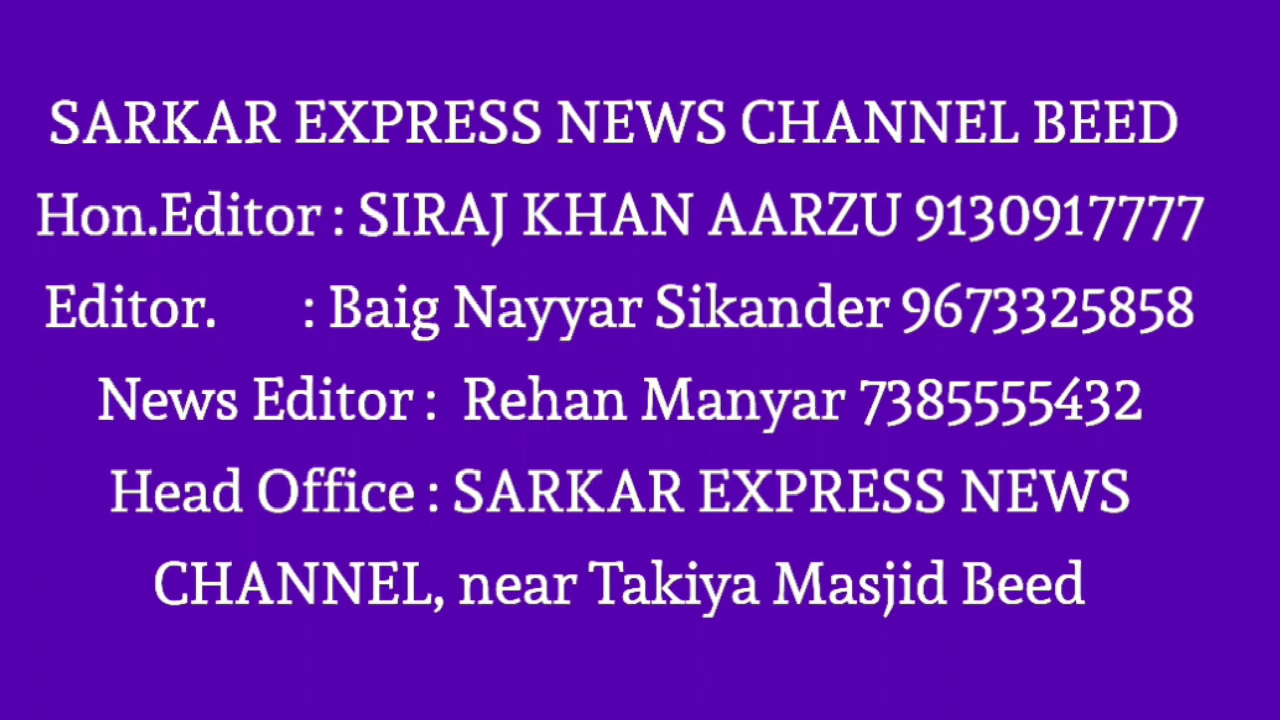 SARKAR EXPRESS NEWS CHANNEL BEED
Hon.Editor : SIRAJ KHAN AARZU 9130917777
Editor. : Baig Nayyar Sikander 9673325858
News Editor : Rehan Manyar 7385555432
Head Office : SARKAR EXPRESS NEWS
CHANNEL, near Takiya Masjid Beed